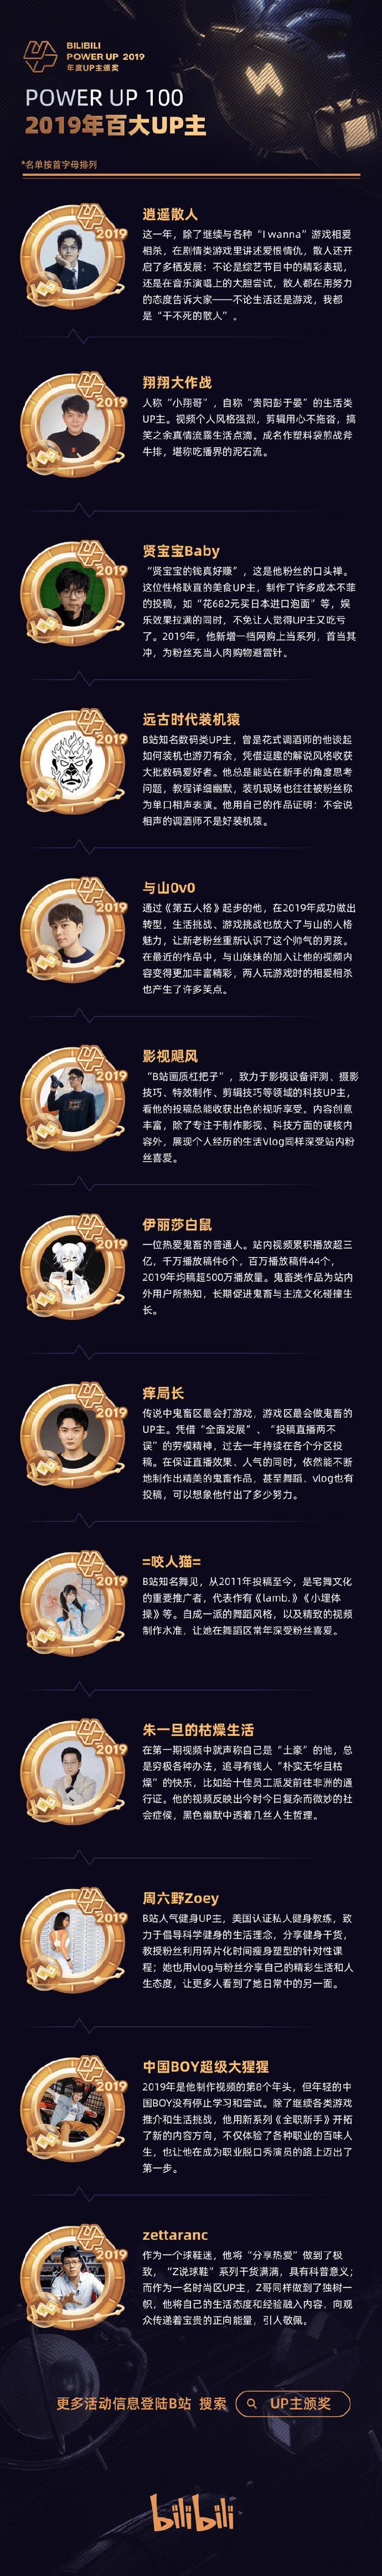 BILIBILI
POWER UP 2019
年度UP主颁奖
POWER UP 100
2019年百大UP主
*名单按首字母排列
2019
逍遥散人
这一年，除了继续与各种“I wanna”游戏相爱
相杀，在剧情类游戏里讲述爱恨情仇，散人还开
启了多栖发展：不论是综艺节目中的精彩表现，
还是在音乐演唱上的大胆尝试，散人都在用努力
的态度告诉大家——不论生活还是游戏，我都
是“干不死的散人”。
2019
翔翔大作战
人称“小翔哥”，自称“贵阳彭于晏”的生活类
UP主。视频个人风格强烈，剪辑用心不拖沓，搞
笑之余真情流露生活点滴。成名作塑料袋煎战斧
牛排，堪称吃播界的泥石流。
2019
贤宝宝Baby
“贤宝宝的钱真好赚”，这是他粉丝的口头禅。
这位性格耿直的美食UP主，制作了许多成本不菲
的投稿，如“花682元买日本进口泡面”等，娱
乐效果拉满的同时，不免让人觉得UP主又吃亏
了。2019年，他新增一档网购上当系列，首当其
冲，为粉丝充当人肉购物避雷针。
2019
远古时代装机猿
B站知名数码类UP主，曾是花式调酒师的他谈起
如何装机也游刃有余，凭借逗趣的解说风格收获
大批数码爱好者。他总是能站在新手的角度思考
问题，教程详细幽默，装机现场也往往被粉丝称
为单口相声表演。他用自己的作品证明：不会说
相声的调酒师不是好装机猿。
2019
与山0v0
通过《第五人格》起步的他，在2019年成功做出
转型，生活挑战、游戏挑战也放大了与山的人格
魅力，让新老粉丝重新认识了这个帅气的男孩。
在最近的作品中，与山妹妹的加入让他的视频内
容变得更加丰富精彩，两人玩游戏时的相爱相杀
也产生了许多笑点。
2019
影视飓风
“B站画质杠把子”，致力于影视设备评测、摄影
技巧、特效制作、剪辑技巧等领域的科技UP主，
看他的投稿总能收获出色的视听享受。内容创意
丰富，除了专注于制作影视、科技方面的硬核内
容外，展现个人经历的生活Vlog同样深受站内粉
丝喜爱。
2019
伊丽莎白鼠
一位热爱鬼畜的普通人。站内视频累积播放超三
亿，千万播放稿件6个，百万播放稿件44个，
2019年均稿超500万播放量。鬼畜类作品为站内
外用户所熟知，长期促进鬼畜与主流文化碰撞生
长。
2019
痒局长
传说中鬼畜区最会打游戏，游戏区最会做鬼畜的
UP主。凭借“全面发展”、“投稿直播两不
误”的劳模精神，过去一年持续在各个分区投
稿。在保证直播效果、人气的同时，依然能不断
地制作出精美的鬼畜作品，甚至舞蹈、vlog也有
投稿，可以想象他付出了多少努力。
2019
=咬人猫=
B站知名舞见，从2011年投稿至今，是宅舞文化
的重要推广者，代表作有《lamb.》《小埋体
操》等。自成一派的舞蹈风格，以及精致的视频
制作水准，让她在舞蹈区常年深受粉丝喜爱。
2019
朱一旦的枯燥生活
在第一期视频中就声称自己是“土豪”的他，总
是穷极各种办法，追寻有钱人“朴实无华且枯
燥”的快乐，比如给十佳员工派发前往非洲的通
行证。他的视频反映出今时今日复杂而微妙的社
会症候，黑色幽默中透着几丝人生哲理。
2019
周六野Zoey
B站人气健身UP主，美国认证私人健身教练，致
力于倡导科学健身的生活理念，分享健身干货，
教授粉丝利用碎片化时间瘦身塑型的针对性课
程；她也用vlog与粉丝分享自己的精彩生活和人
生态度，让更多人看到了她日常中的另一面。
2019
中国BOY超级大猩猩
2019年是他制作视频的第8个年头，但年轻的中
国BOY没有停止学习和尝试。除了继续各类游戏
推介和生活挑战，他用新系列《全职新手》开拓
了新的内容方向，不仅体验了各种职业的百味人
生，也让他在成为职业脱口秀演员的路上迈出了
第一步。
2019
zettaranc
作为一个球鞋迷，他将“分享热爱”做到了极
致，“Z说球鞋”系列干货满满，具有科普意义；
而作为一名时尚区UP主，Z哥同样做到了独树一
帜，他将自己的生活态度和经验融入内容，向观
众传递着宝贵的正向能量，引人敬佩。
更多活动信息登陆B站 搜索 UP主颁奖
bilibili